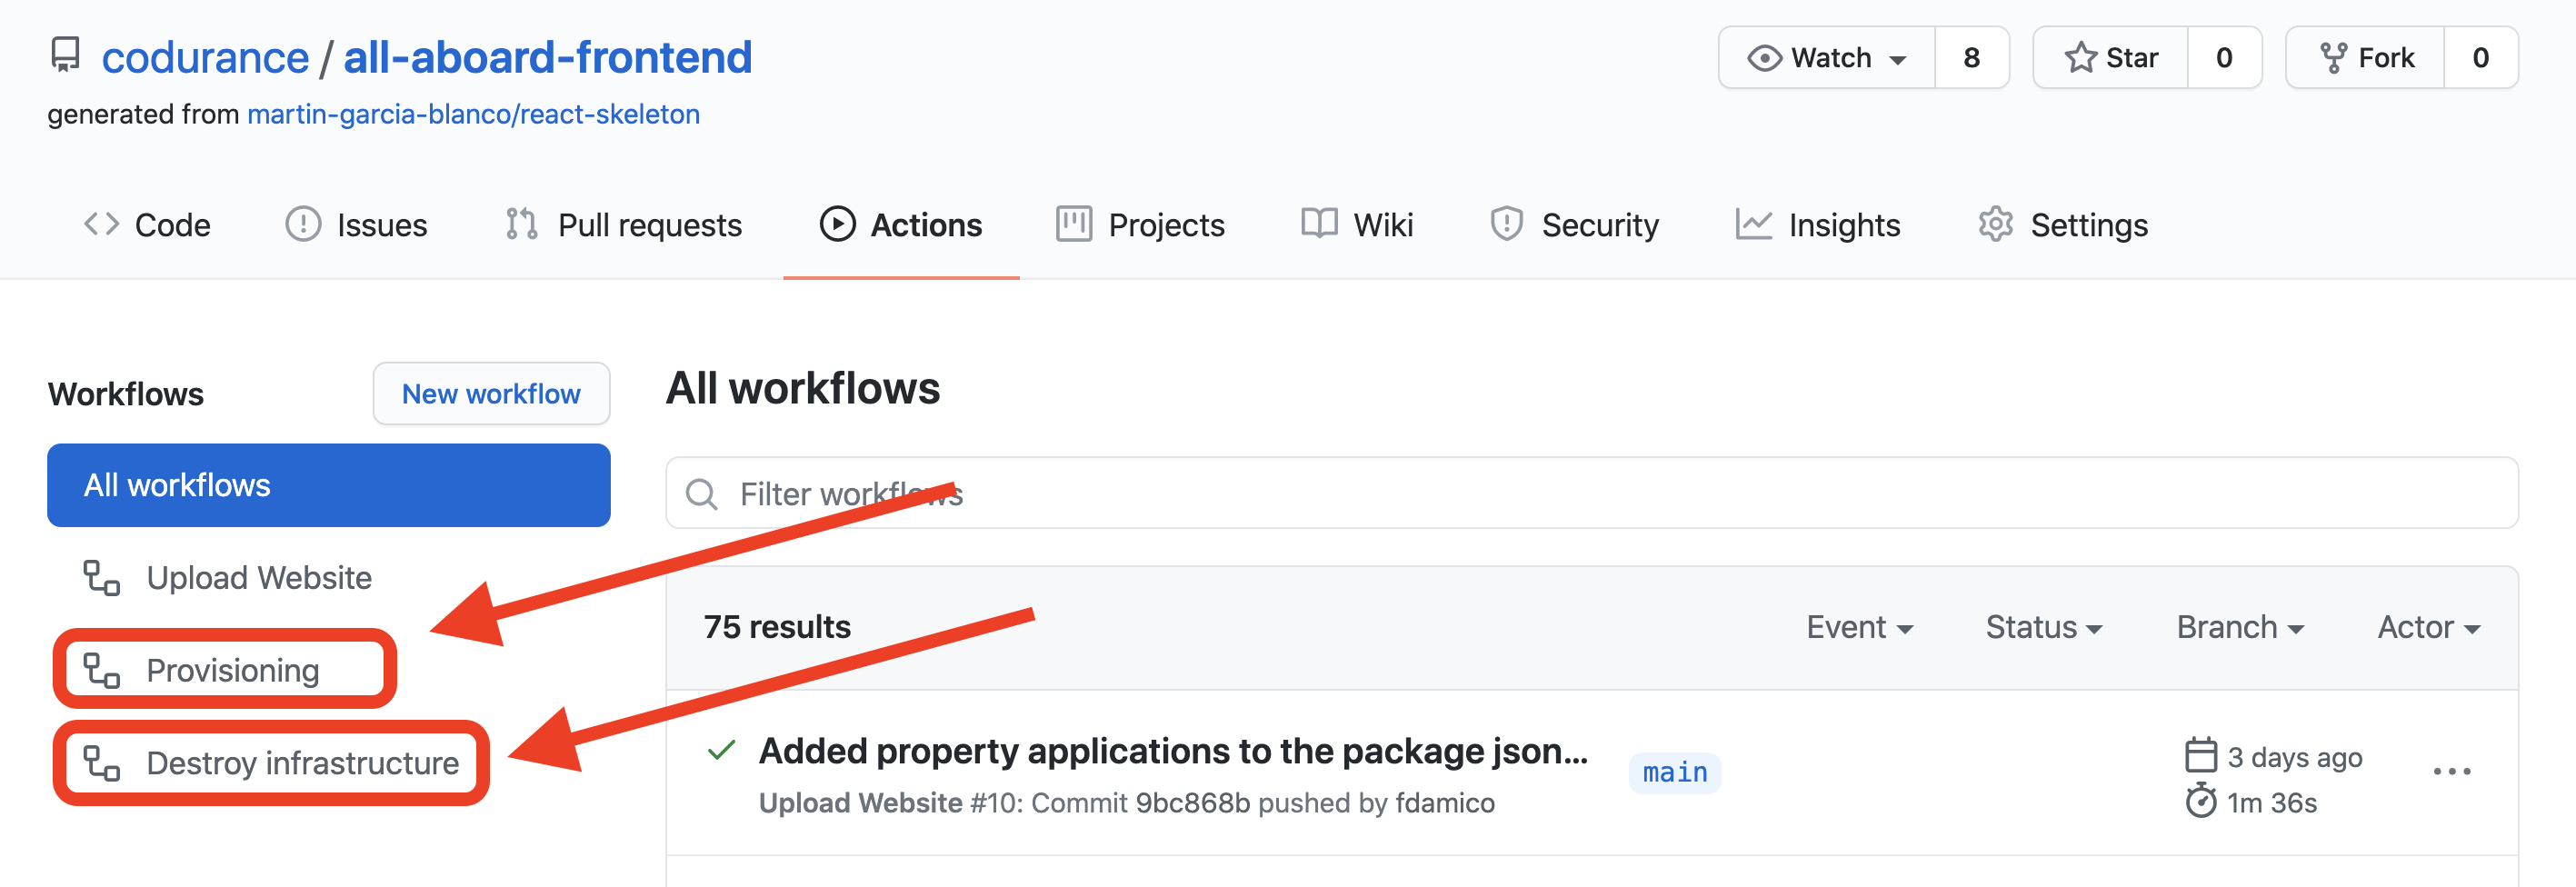 codurance / all-aboard-frontend
Watch 8 Star 0 Fork 0
generated from martin-garcia-blanco/react-skeleton
Code Issues Pull requests Actions Projects Wiki Security Insights Settings
Workflows New workflow
All workflows
Upload Website
Provisioning
Destroy infrastructure
All workflows
Filter workflows
75 results Event Status Branch Actor
Added property applications to the package json... main 3 days ago
Upload Website #10: Commit 9bc868b pushed by fdamico 1m 36s